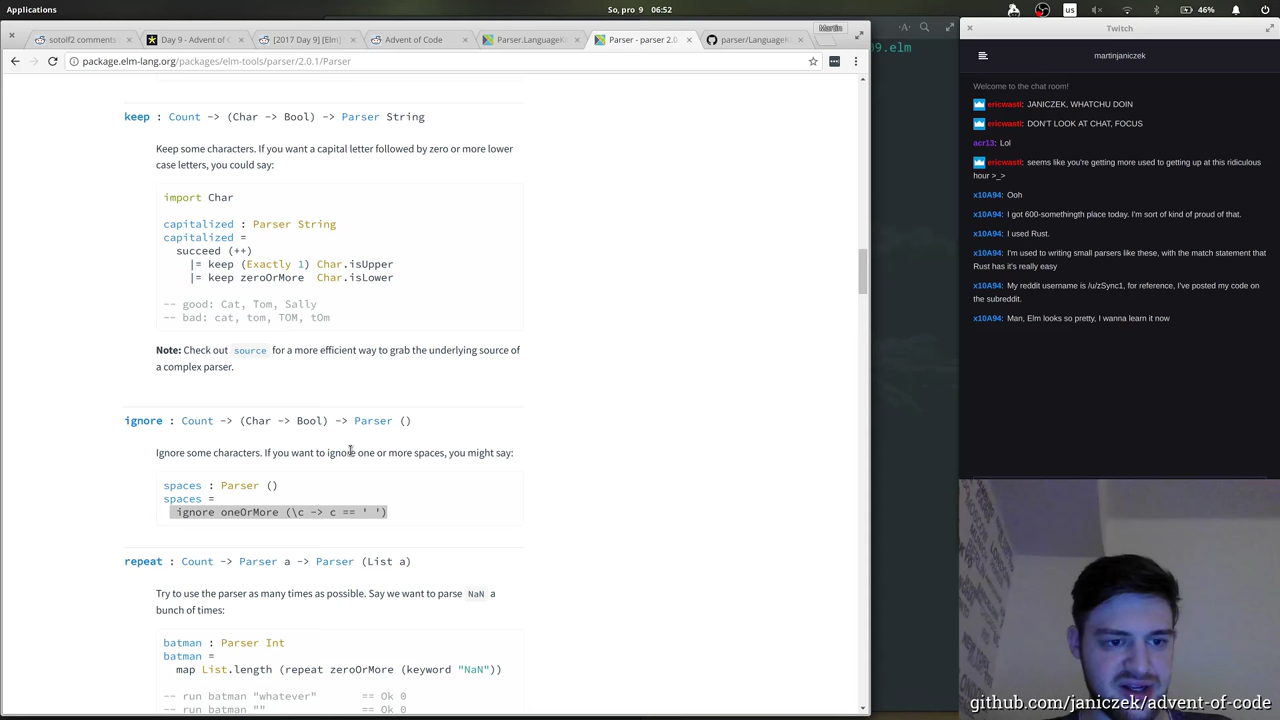 Applications
So, pro 9 06:52
us
46%
Martin
sotolf2 comment
Day 9 - Advent
2017 Day 9] [Elm]
Advent of Code
Parser.LanguageK
Parser - parser 2.0
parser/LanguageK
package.elm-lang.org/packages/elm-tools/parser/2.0.1/Parser
keep : Count -> (Char -> Bool) -> Parser String
Keep some characters. If you want a capital letter followed by zero or more lower
case letters, you could say:
import Char
capitalized : Parser String
capitalized =
succeed (++)
|= keep (Exactly 1) Char.isUpper
|= keep zeroOrMore Char.isLower
-- good: Cat, Tom, Sally
-- bad: cat, tom, TOM, tOm
Note: Check out source for a more efficient way to grab the underlying source of
a complex parser.
ignore : Count -> (Char -> Bool) -> Parser ()
Ignore some characters. If you want to ignore one or more spaces, you might say:
spaces : Parser ()
spaces =
ignore oneOrMore (\c -> c == ' ')
repeat : Count -> Parser a -> Parser (List a)
Try to use the parser as many times as possible. Say we want to parse NaN a
bunch of times:
batman : Parser Int
batman =
map List.length (repeat zeroOrMore (keyword "NaN"))
-- run batman "whatever" == Ok 0
-- run batman "" == Ok 0
·A·
09.elm
Twitch
martinjaniczek
Welcome to the chat room!
ericwastl: JANICZEK, WHATCHU DOIN
ericwastl: DON'T LOOK AT CHAT, FOCUS
acr13: Lol
ericwastl: seems like you're getting more used to getting up at this ridiculous
hour >_>
x10A94: Ooh
x10A94: I got 600-somethingth place today. I'm sort of kind of proud of that.
x10A94: I used Rust.
x10A94: I'm used to writing small parsers like these, with the match statement that
Rust has it's really easy
x10A94: My reddit username is /u/zSync1, for reference, I've posted my code on
the subreddit.
x10A94: Man, Elm looks so pretty, I wanna learn it now
github.com/janiczek/advent-of-code